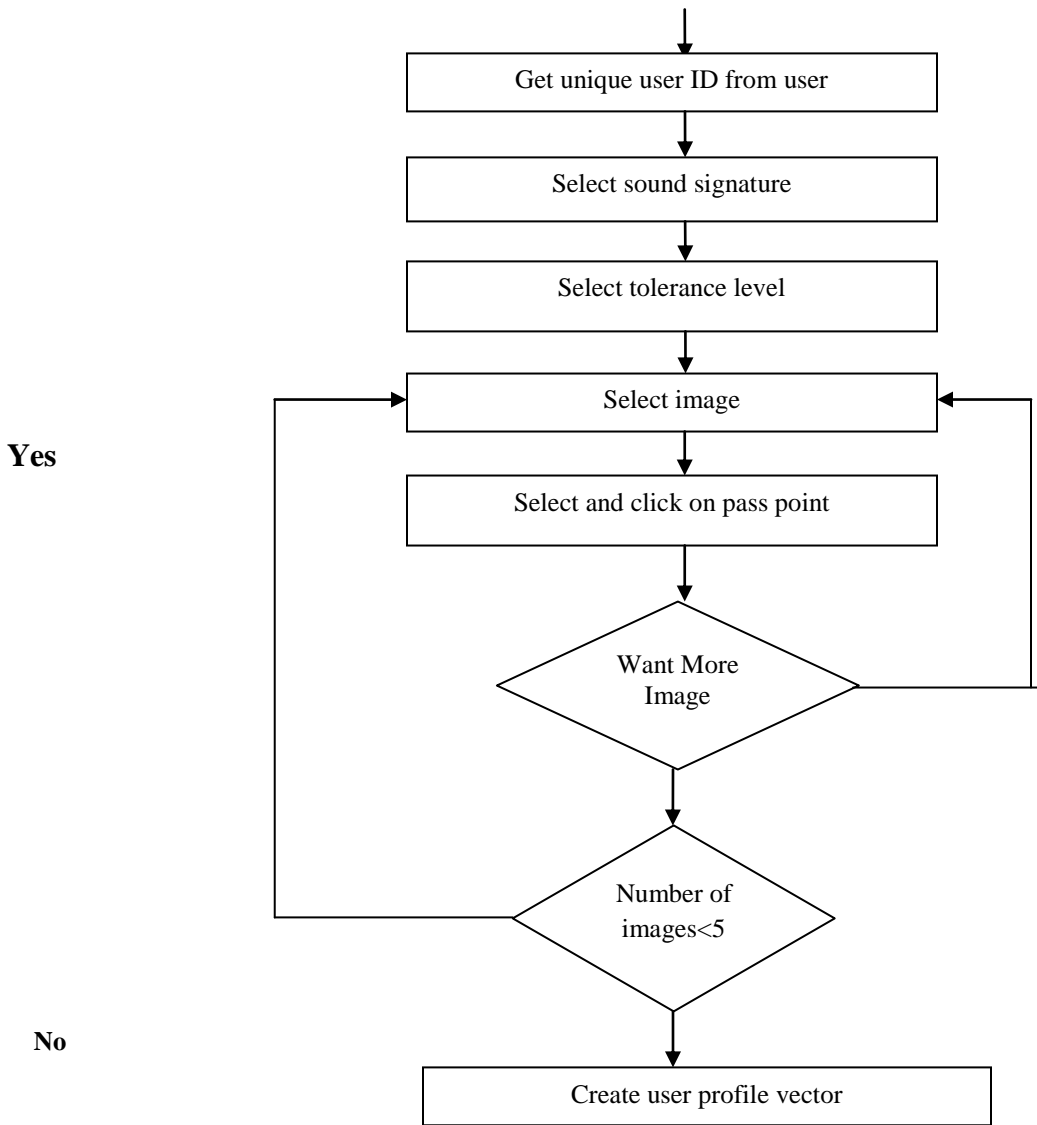 Get unique user ID from user
Select sound signature
Select tolerance level
Select image
Yes
Select and click on pass point
Want More
Image
Number of
images<5
No
Create user profile vector